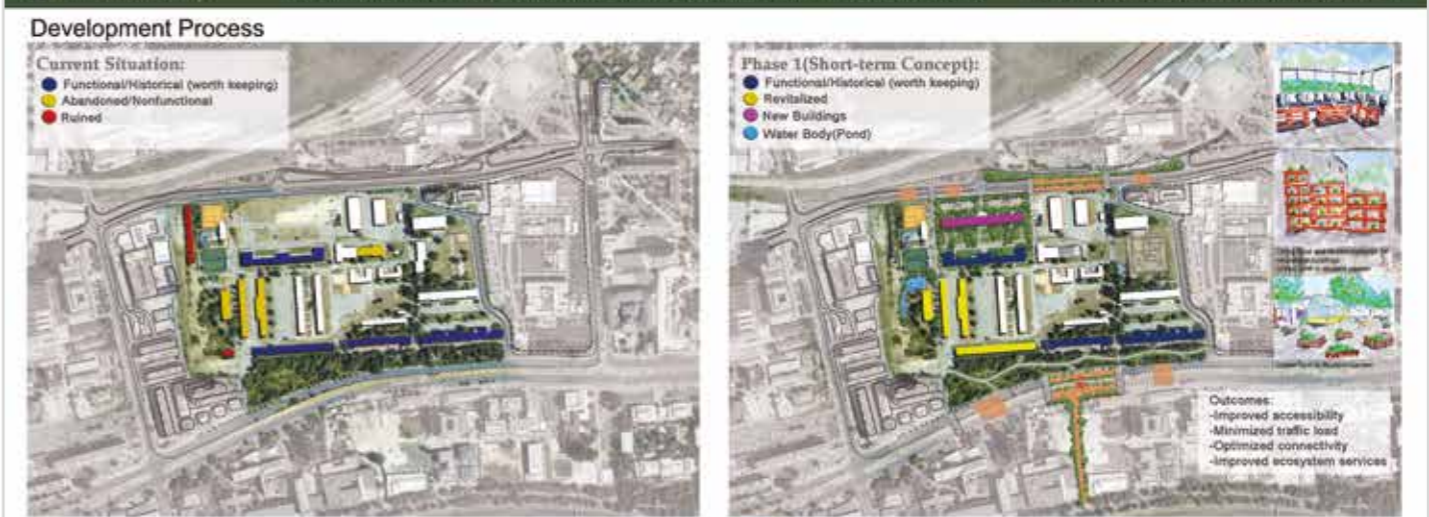 Development Process
Current Situation:
Functional/Historical (worth keeping)
Abandoned/Nonfunctional
Ruined
Phase 1(Short-term Concept):
Functional/Historical (worth keeping)
Revitalized
New Buildings
Water Body(Pond)
Outcomes:
-Improved accessibility
-Minimized traffic load
-Optimized connectivity
-Improved ecosystem services